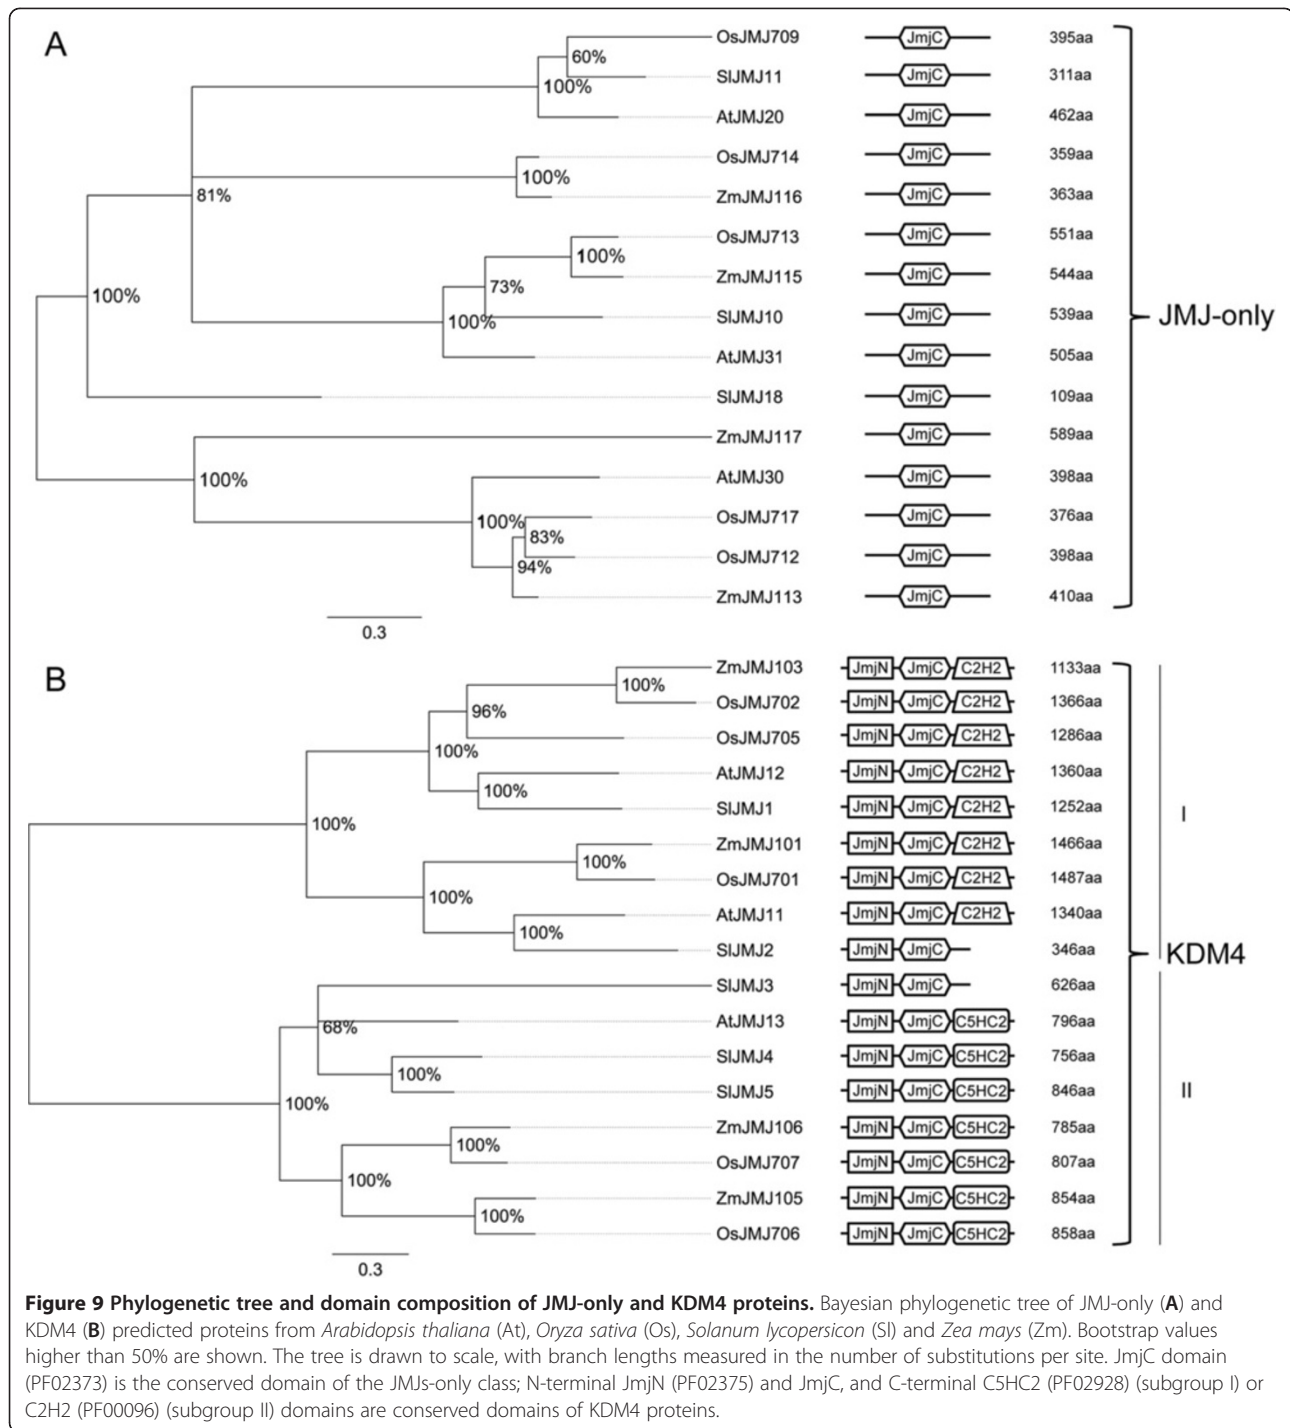 A
OsJMJ709 JmjC 395aa
60%
SlJMJ11 JmjC 311aa
100%
AtJMJ20 JmjC 462aa
OsJMJ714 JmjC 359aa
100%
81%
ZmJMJ116 JmjC 363aa
OsJMJ713 JmjC 551aa
100%
ZmJMJ115 JmjC 544aa
73%
100%
SlJMJ10 JmjC 539aa
JMJ-only
100%
AtJMJ31 JmjC 505aa
SlJMJ18 JmjC 109aa
ZmJMJ117 JmjC 589aa
100%
AtJMJ30 JmjC 398aa
OsJMJ717 JmjC 376aa
100%
83%
OsJMJ712 JmjC 398aa
94%
ZmJMJ113 JmjC 410aa
0.3
B
ZmJMJ103 JmjN JmjC C2H2 1133aa
100%
OsJMJ702 JmjN JmjC C2H2 1366aa
96%
OsJMJ705 JmjN JmjC C2H2 1286aa
100%
AtJMJ12 JmjN JmjC C2H2 1360aa
100%
SlJMJ1 JmjN JmjC C2H2 1252aa
I
100%
ZmJMJ101 JmjN JmjC C2H2 1466aa
100%
OsJMJ701 JmjN JmjC C2H2 1487aa
100%
AtJMJ11 JmjN JmjC C2H2 1340aa
100%
SlJMJ2 JmjN JmjC 346aa
KDM4
SlJMJ3 JmjN JmjC 626aa
AtJMJ13 JmjN JmjC C5HC2 796aa
68%
SlJMJ4 JmjN JmjC C5HC2 756aa
100%
SlJMJ5 JmjN JmjC C5HC2 846aa
II
100%
ZmJMJ106 JmjN JmjC C5HC2 785aa
100%
OsJMJ707 JmjN JmjC C5HC2 807aa
100%
ZmJMJ105 JmjN JmjC C5HC2 854aa
100%
OsJMJ706 JmjN JmjC C5HC2 858aa
0.3
Figure 9 Phylogenetic tree and domain composition of JMJ-only and KDM4 proteins. Bayesian phylogenetic tree of JMJ-only (A) and
KDM4 (B) predicted proteins from Arabidopsis thaliana (At), Oryza sativa (Os), Solanum lycopersicon (Sl) and Zea mays (Zm). Bootstrap values
higher than 50% are shown. The tree is drawn to scale, with branch lengths measured in the number of substitutions per site. JmjC domain
(PF02373) is the conserved domain of the JMJs-only class; N-terminal JmjN (PF02375) and JmjC, and C-terminal C5HC2 (PF02928) (subgroup I) or
C2H2 (PF00096) (subgroup II) domains are conserved domains of KDM4 proteins.